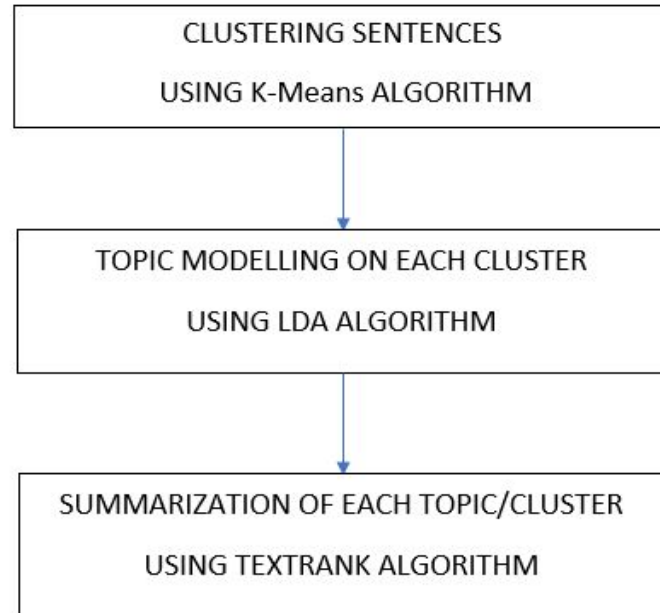 CLUSTERING SENTENCES
USING K-Means ALGORITHM
TOPIC MODELLING ON EACH CLUSTER
USING LDA ALGORITHM
SUMMARIZATION OF EACH TOPIC/CLUSTER
USING TEXTRANK ALGORITHM